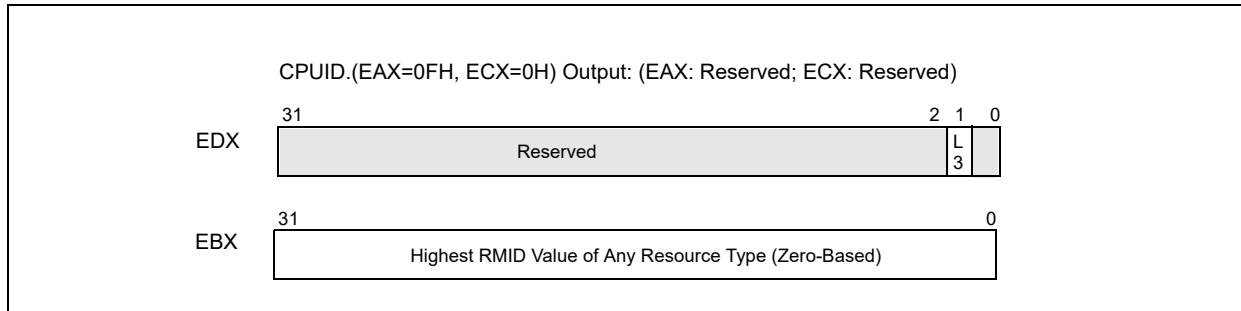 CPUID.(EAX=0FH, ECX=0H) Output: (EAX: Reserved; ECX: Reserved)
31 2 1 0
EDX Reserved L
3
31 0
EBX Highest RMID Value of Any Resource Type (Zero-Based)